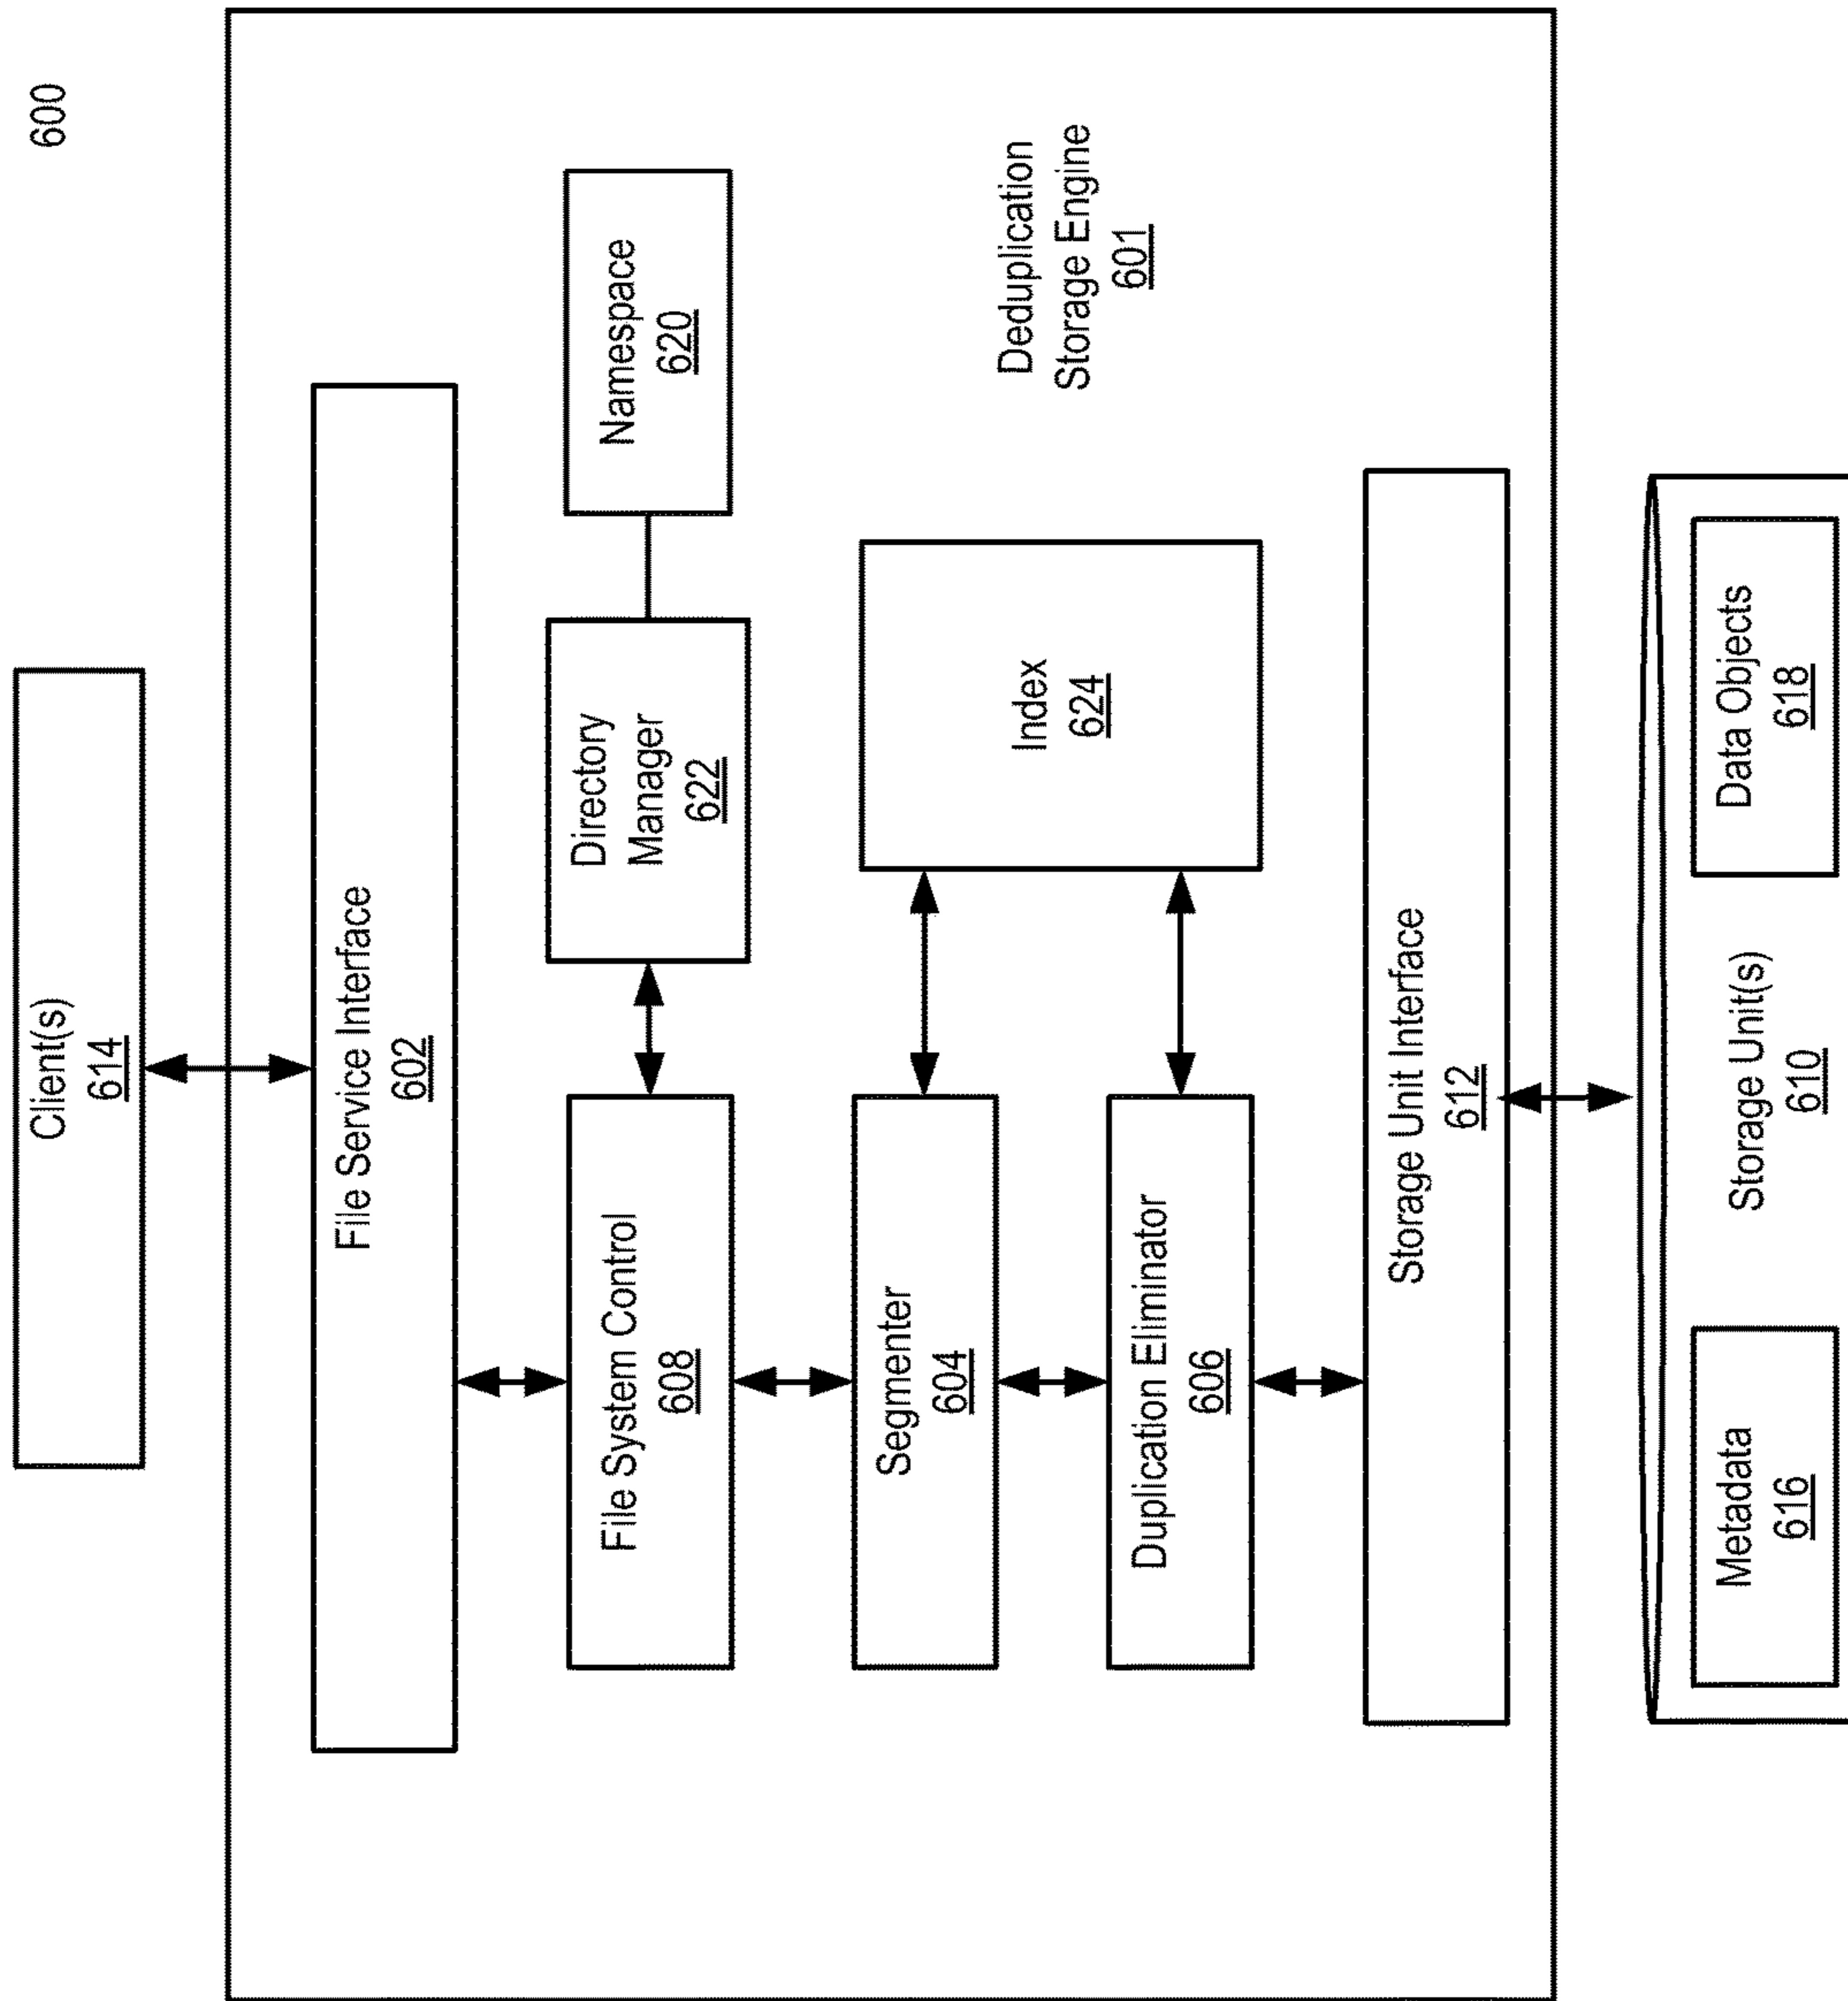 600
Client(s)
614
File Service Interface
602
File System Control
608
Directory
Manager
622
Namespace
620
Segmenter
604
Index
624
Duplication Eliminator
606
Deduplication
Storage Engine
601
Storage Unit Interface
612
Metadata
616
Storage Unit(s)
610
Data Objects
618